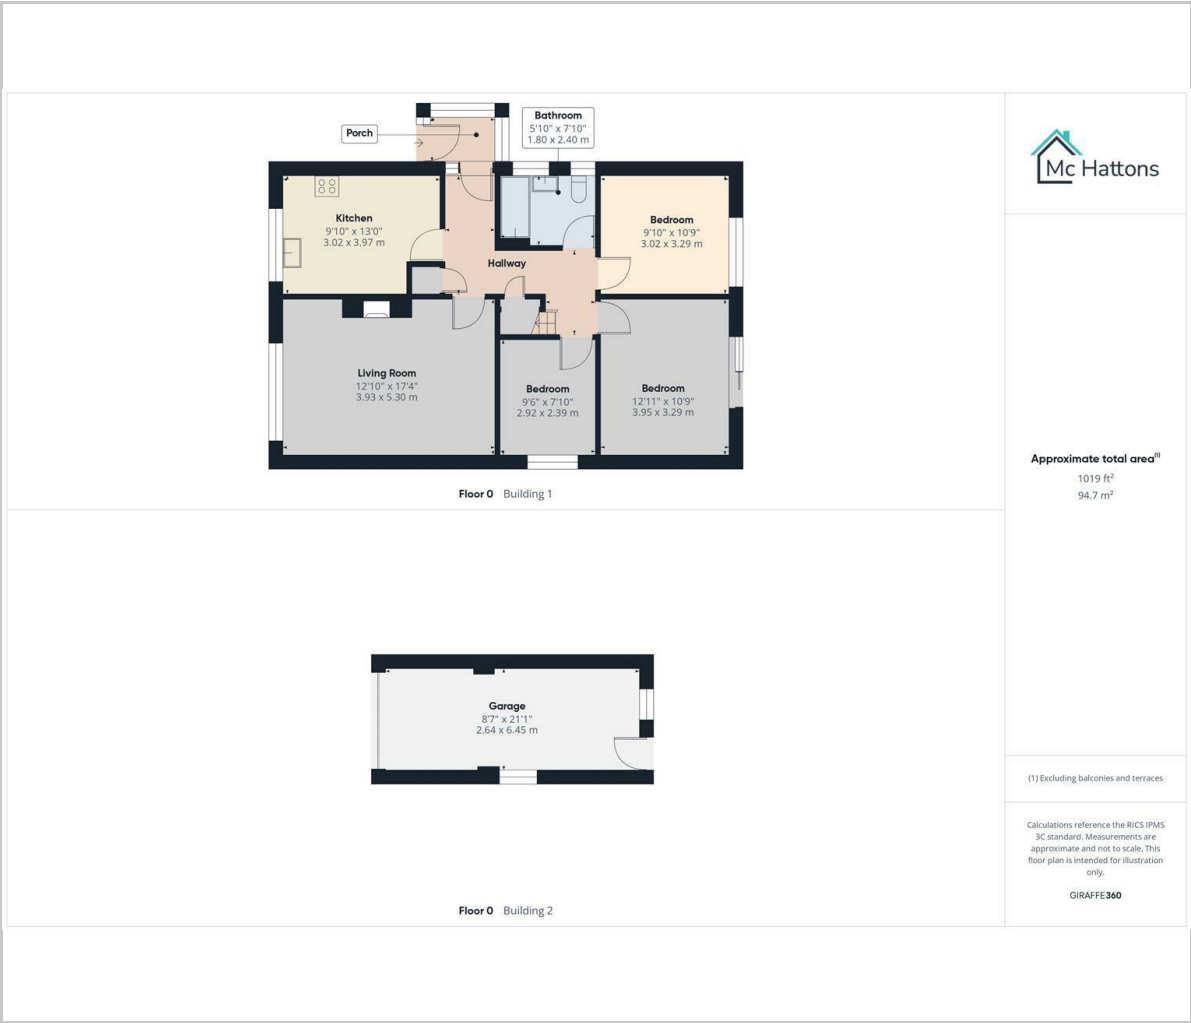 Porch
Bathroom
5'10" x 7'10"
1.80 x 2.40 m
Kitchen
9'10" x 13'0"
3.02 x 3.97 m
Bedroom
9'10" x 10'9"
3.02 x 3.29 m
Hallway
Living Room
12'10" x 17'4"
3.93 x 5.30 m
Bedroom
9'6" x 7'10"
2.92 x 2.39 m
Bedroom
12'11" x 10'9"
3.95 x 3.29 m
Floor 0 Building 1
Garage
8'7" x 21'1"
2.64 x 6.45 m
Floor 0 Building 2
Mc Hattons
Approximate total area(1)
1019 ft²
94.7 m²
(1) Excluding balconies and terraces
Calculations reference the RICS IPMS
3C standard. Measurements are
approximate and not to scale. This
floor plan is intended for illustration
only.
GIRAFFE360